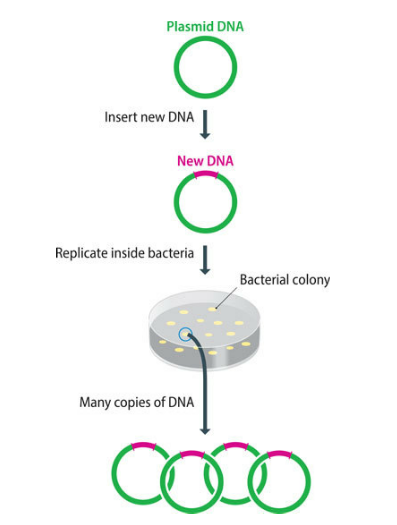 Plasmid DNA
Insert new DNA
New DNA
Replicate inside bacteria
Bacterial colony
Many copies of DNA